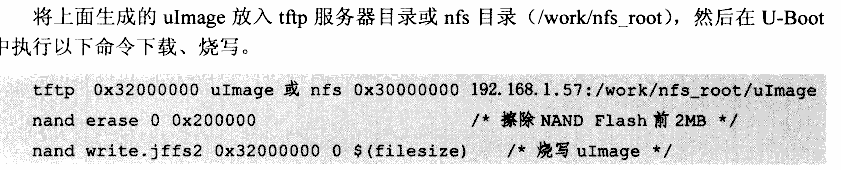 将上面生成的 uImage 放入 tftp 服务器目录或 nfs 目录（/work/nfs_root），然后在 U-Boot
中执行以下命令下载、烧写。
tftp 0x32000000 uImage 或 nfs 0x30000000 192.168.1.57:/work/nfs_root/uImage
nand erase 0 0x200000 /* 擦除 NAND Flash 前 2MB */
nand write.jffs2 0x32000000 0 $(filesize) /* 烧写 uImage */